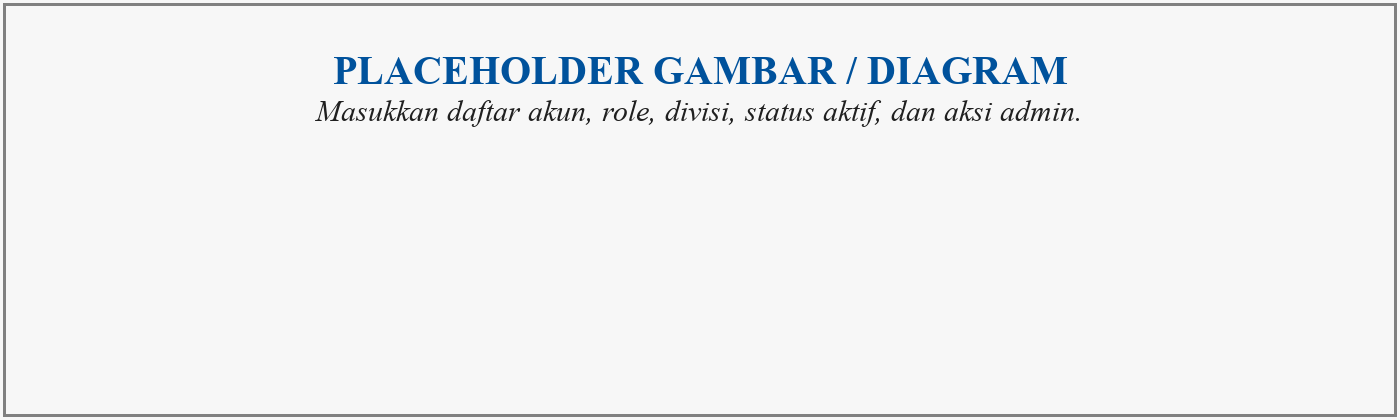 PLACEHOLDER GAMBAR / DIAGRAM
Masukkan daftar akun, role, divisi, status aktif, dan aksi admin.